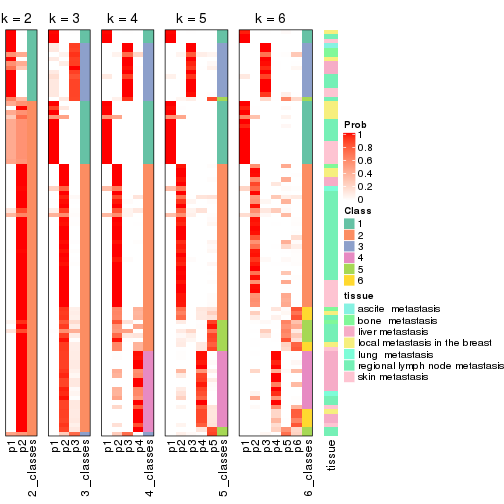 k = 2
k = 3
k = 4
k = 5
k = 6
Prob
1
0.8
0.6
0.4
0.2
0
Class
1
2
3
4
5
6
tissue
ascite metastasis
bone metastasis
liver metastasis
local metastasis in the breast
lung metastasis
regional lymph node metastasis
skin metastasis
p1
p2
2_classes
p1
p2
p3
3_classes
p1
p2
p3
p4
4_classes
p1
p2
p3
p4
p5
5_classes
p1
p2
p3
p4
p5
p6
6_classes
tissue